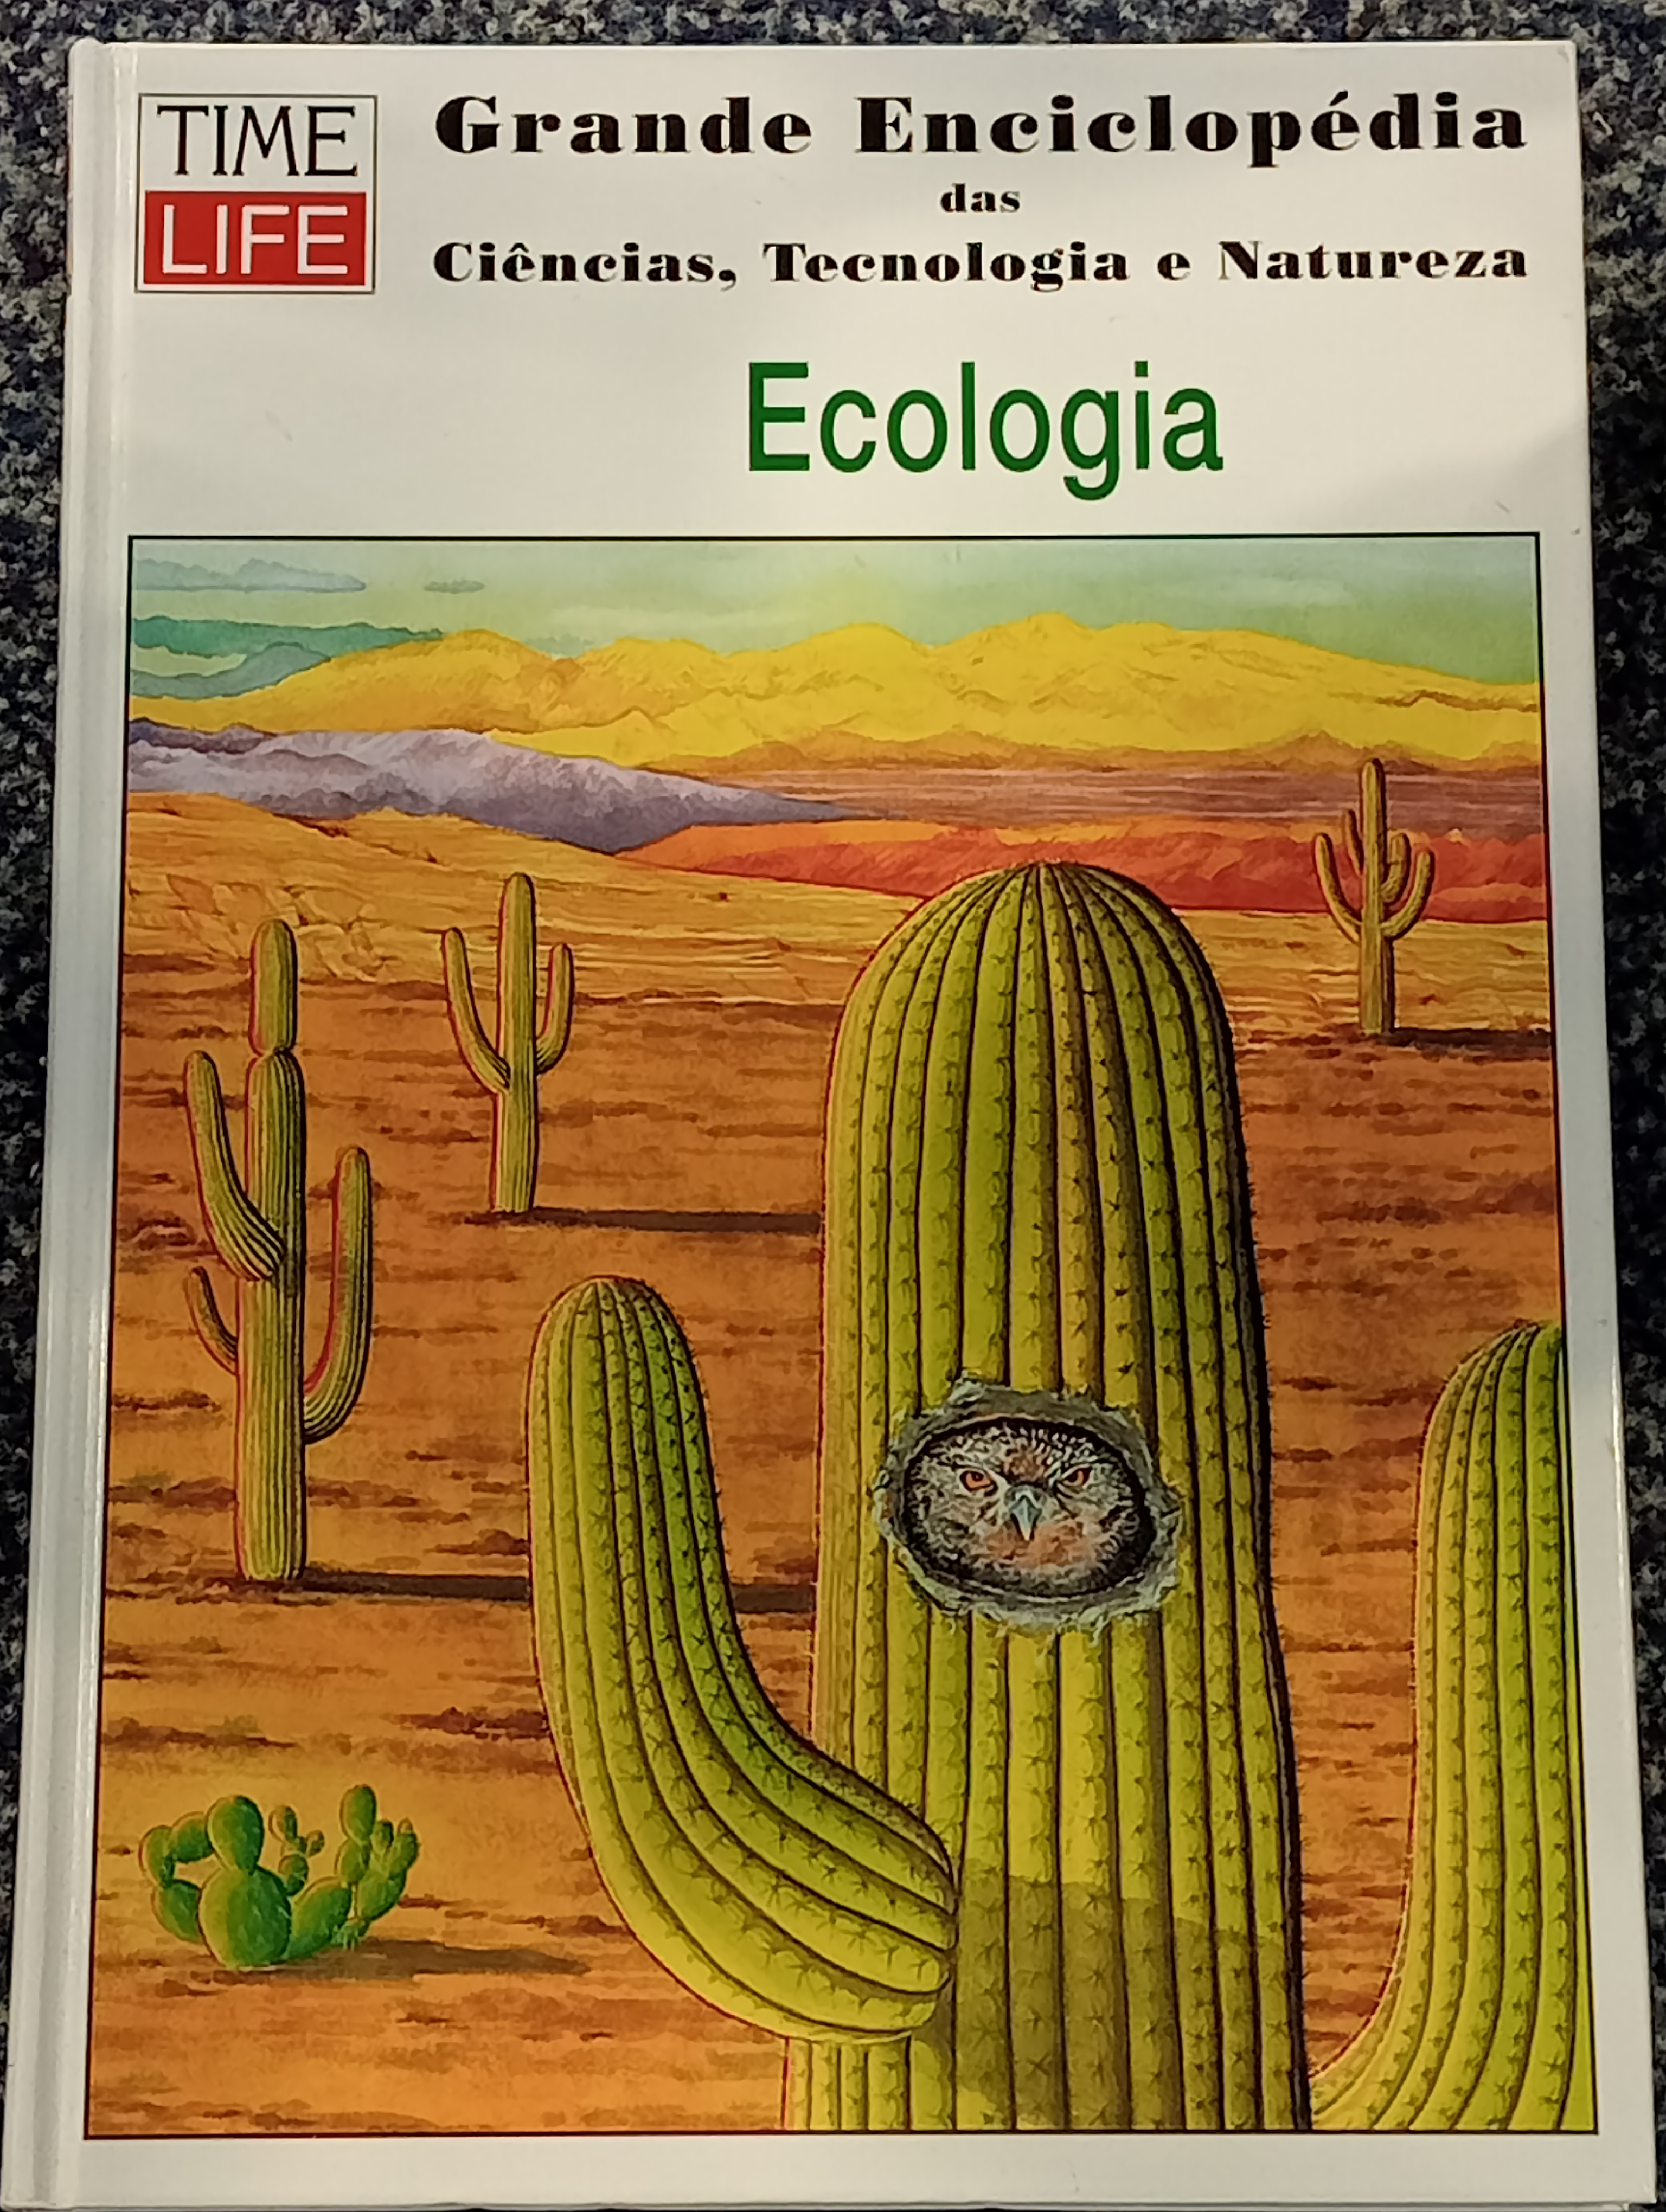 TIME
LIFE
Grande Enciclopédia
das
Ciências, Tecnologia e Natureza
Ecologia